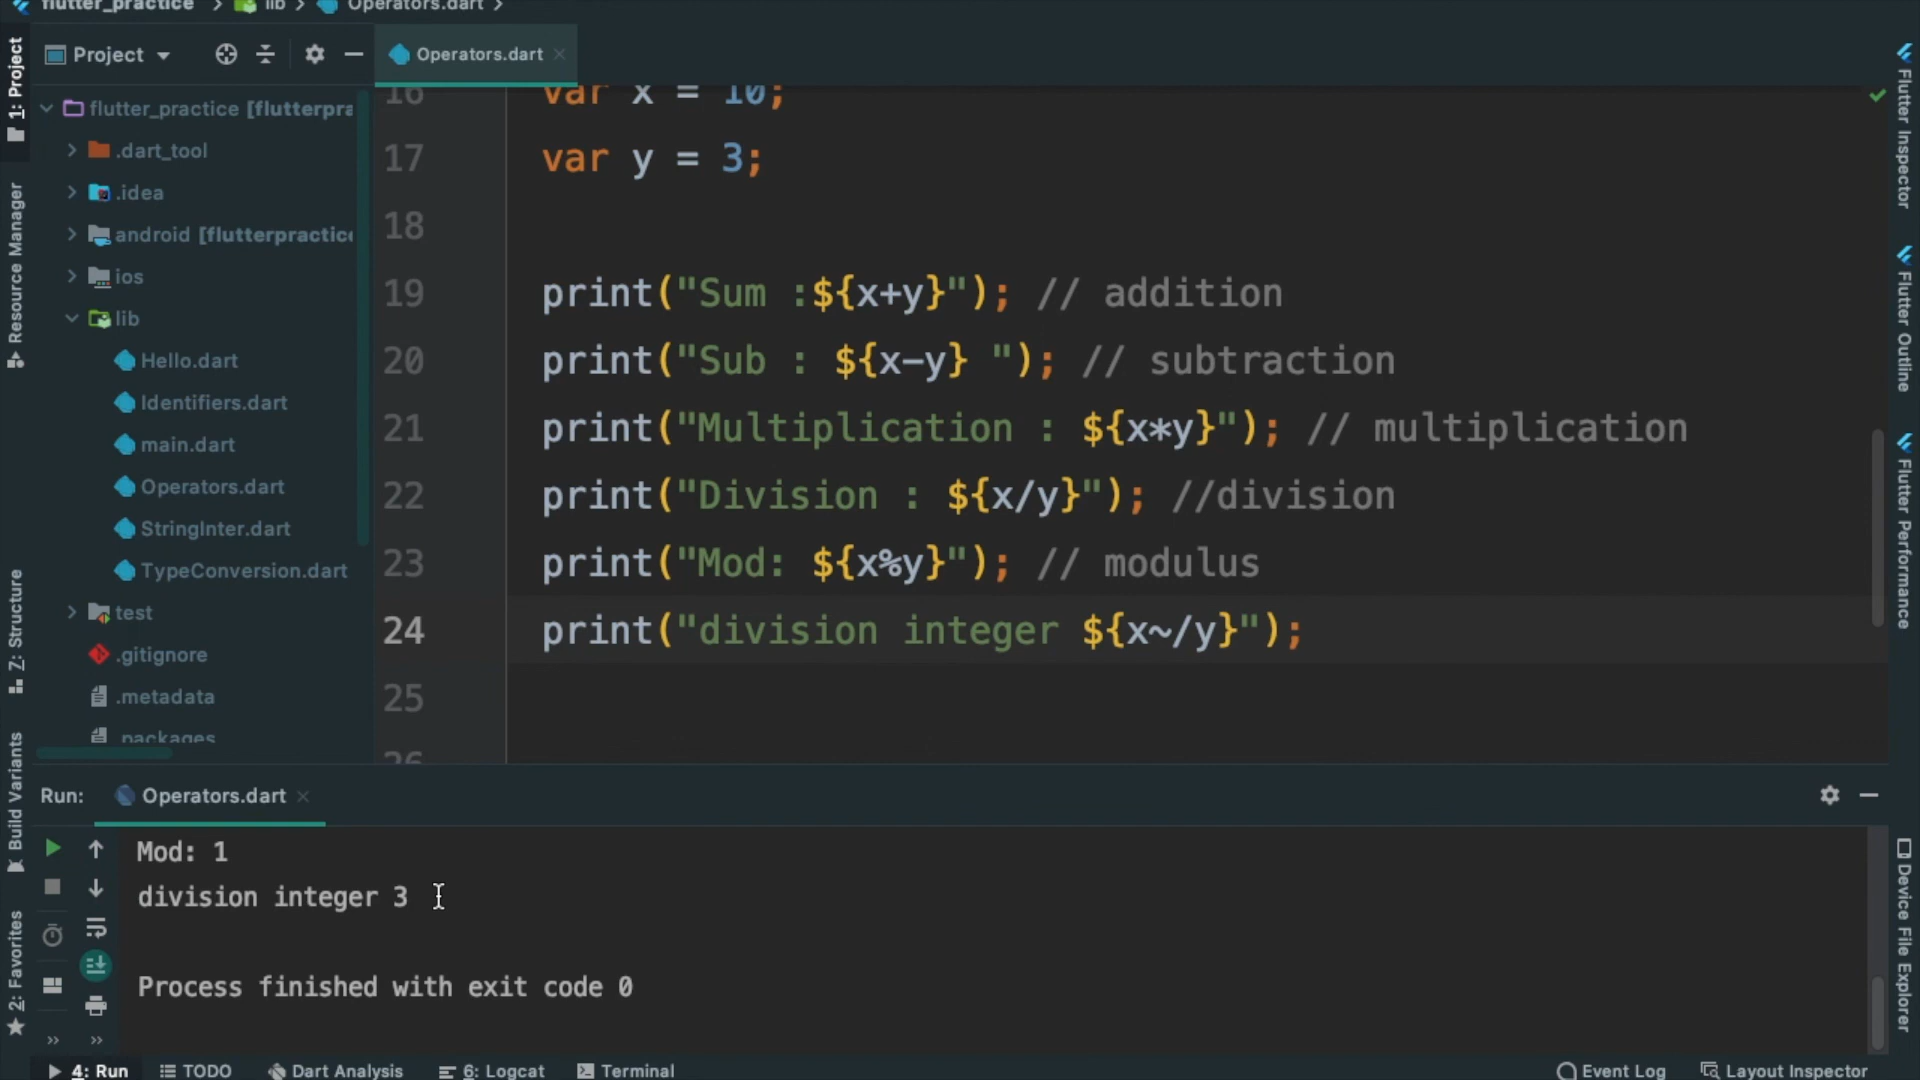 flutter_practice > lib > Operators.dart >
1: Project
Resource Manager
Z: Structure
Build Variants
2: Favorites
Project
flutter_practice [flutterpra
.dart_tool
.idea
android [flutterpractice
ios
lib
Hello.dart
Identifiers.dart
main.dart
Operators.dart
StringInter.dart
TypeConversion.dart
test
.gitignore
.metadata
.packages
Operators.dart
16 var x = 10;
17 var y = 3;
18
19 print("Sum :${x+y}"); // addition
20 print("Sub : ${x-y} "); // subtraction
21 print("Multiplication : ${x*y}"); // multiplication
22 print("Division : ${x/y}"); //division
23 print("Mod: ${x%y}"); // modulus
24 print("division integer ${x~/y}");
25
26
Flutter Inspector
Flutter Outline
Flutter Performance
Device File Explorer
Run: Operators.dart
Mod: 1
division integer 3
Process finished with exit code 0
4: Run TODO Dart Analysis 6: Logcat Terminal Event Log Layout Inspector